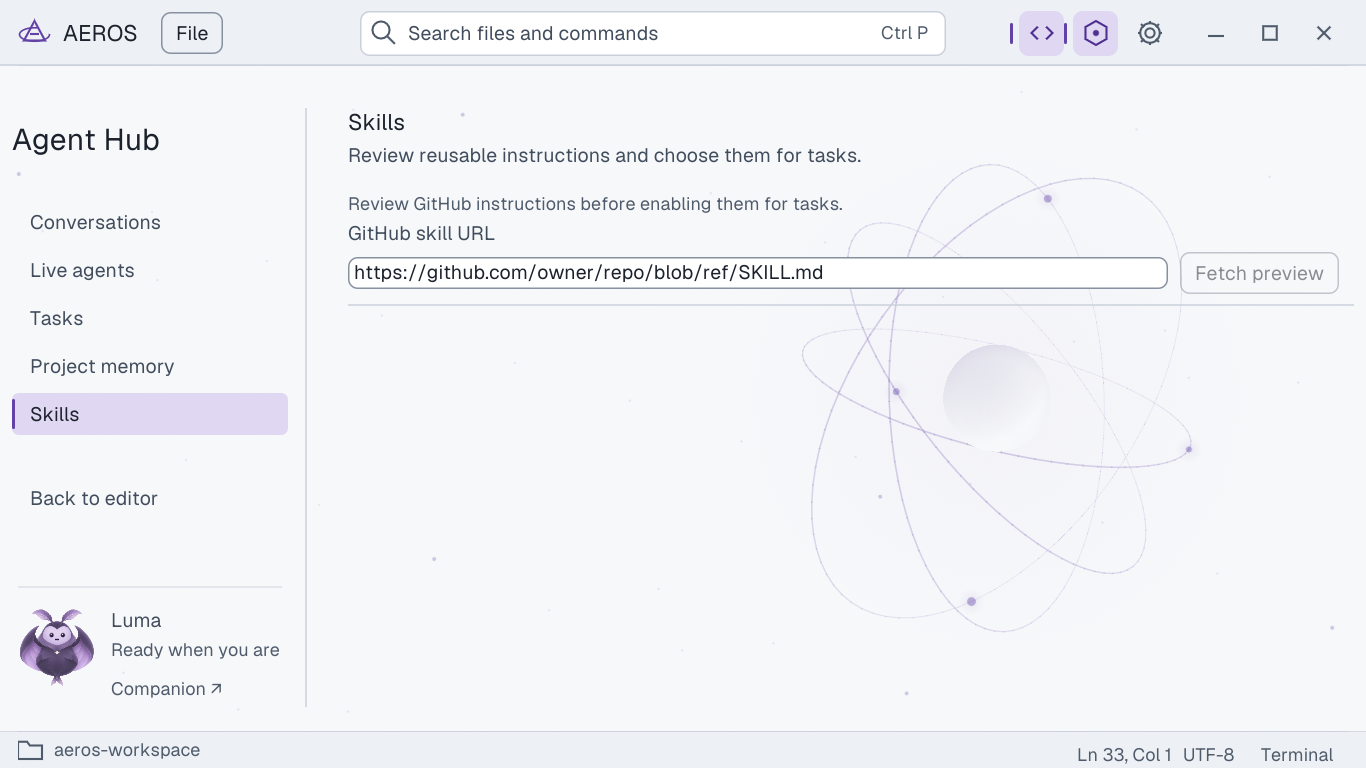 AEROS
File
Search files and commands
Ctrl P
Agent Hub
Conversations
Live agents
Tasks
Project memory
Skills
Back to editor
Luma
Ready when you are
Companion ↗
Skills
Review reusable instructions and choose them for tasks.
Review GitHub instructions before enabling them for tasks.
GitHub skill URL
https://github.com/owner/repo/blob/ref/SKILL.md
Fetch preview
aeros-workspace
Ln 33, Col 1
UTF-8
Terminal